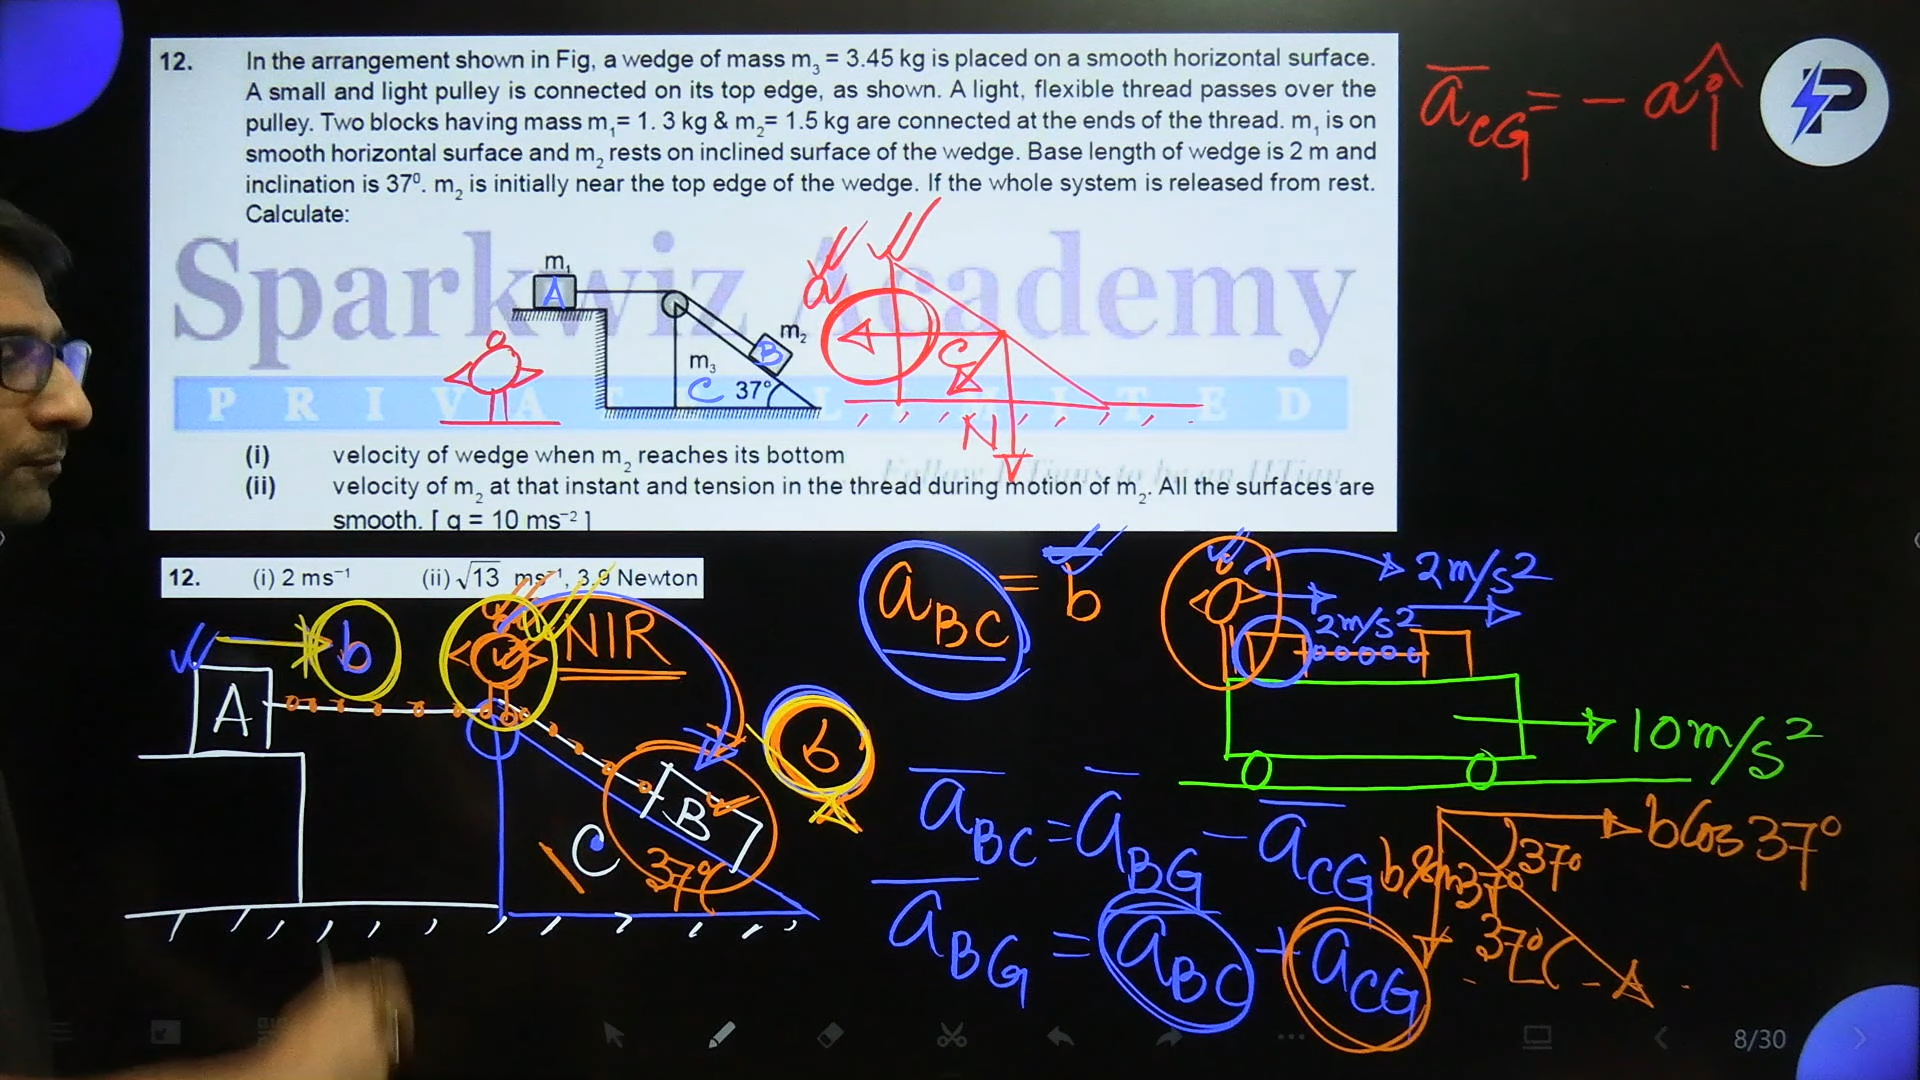 12. In the arrangement shown in Fig, a wedge of mass m₃ = 3.45 kg is placed on a smooth horizontal surface.
A small and light pulley is connected on its top edge, as shown. A light, flexible thread passes over the
pulley. Two blocks having mass m₁= 1. 3 kg & m₂= 1.5 kg are connected at the ends of the thread. m₁ is on
smooth horizontal surface and m₂ rests on inclined surface of the wedge. Base length of wedge is 2 m and
inclination is 37⁰. m₂ is initially near the top edge of the wedge. If the whole system is released from rest.
Calculate:
a̅CG = - a î
P
Sparkwiz Academy
PRIVATE LIMITED
m₁
A
m₂
B
m₃
C 37°
a
C
N
(i) velocity of wedge when m₂ reaches its bottom
Follow IITians to be an IITian
(ii) velocity of m₂ at that instant and tension in the thread during motion of m₂. All the surfaces are
smooth. [ g = 10 ms⁻² ]
12. (i) 2 ms⁻¹ (ii) √13 ms⁻¹, 3.9 Newton
b
NIR
A
b
B
C
37°
aBC = b
2m/s²
2m/s²
10m/s²
a̅BC = a̅BG - a̅CG
a̅BG = a̅BC + a̅CG
bCos37°
37°
bSin37°
37°
8/30